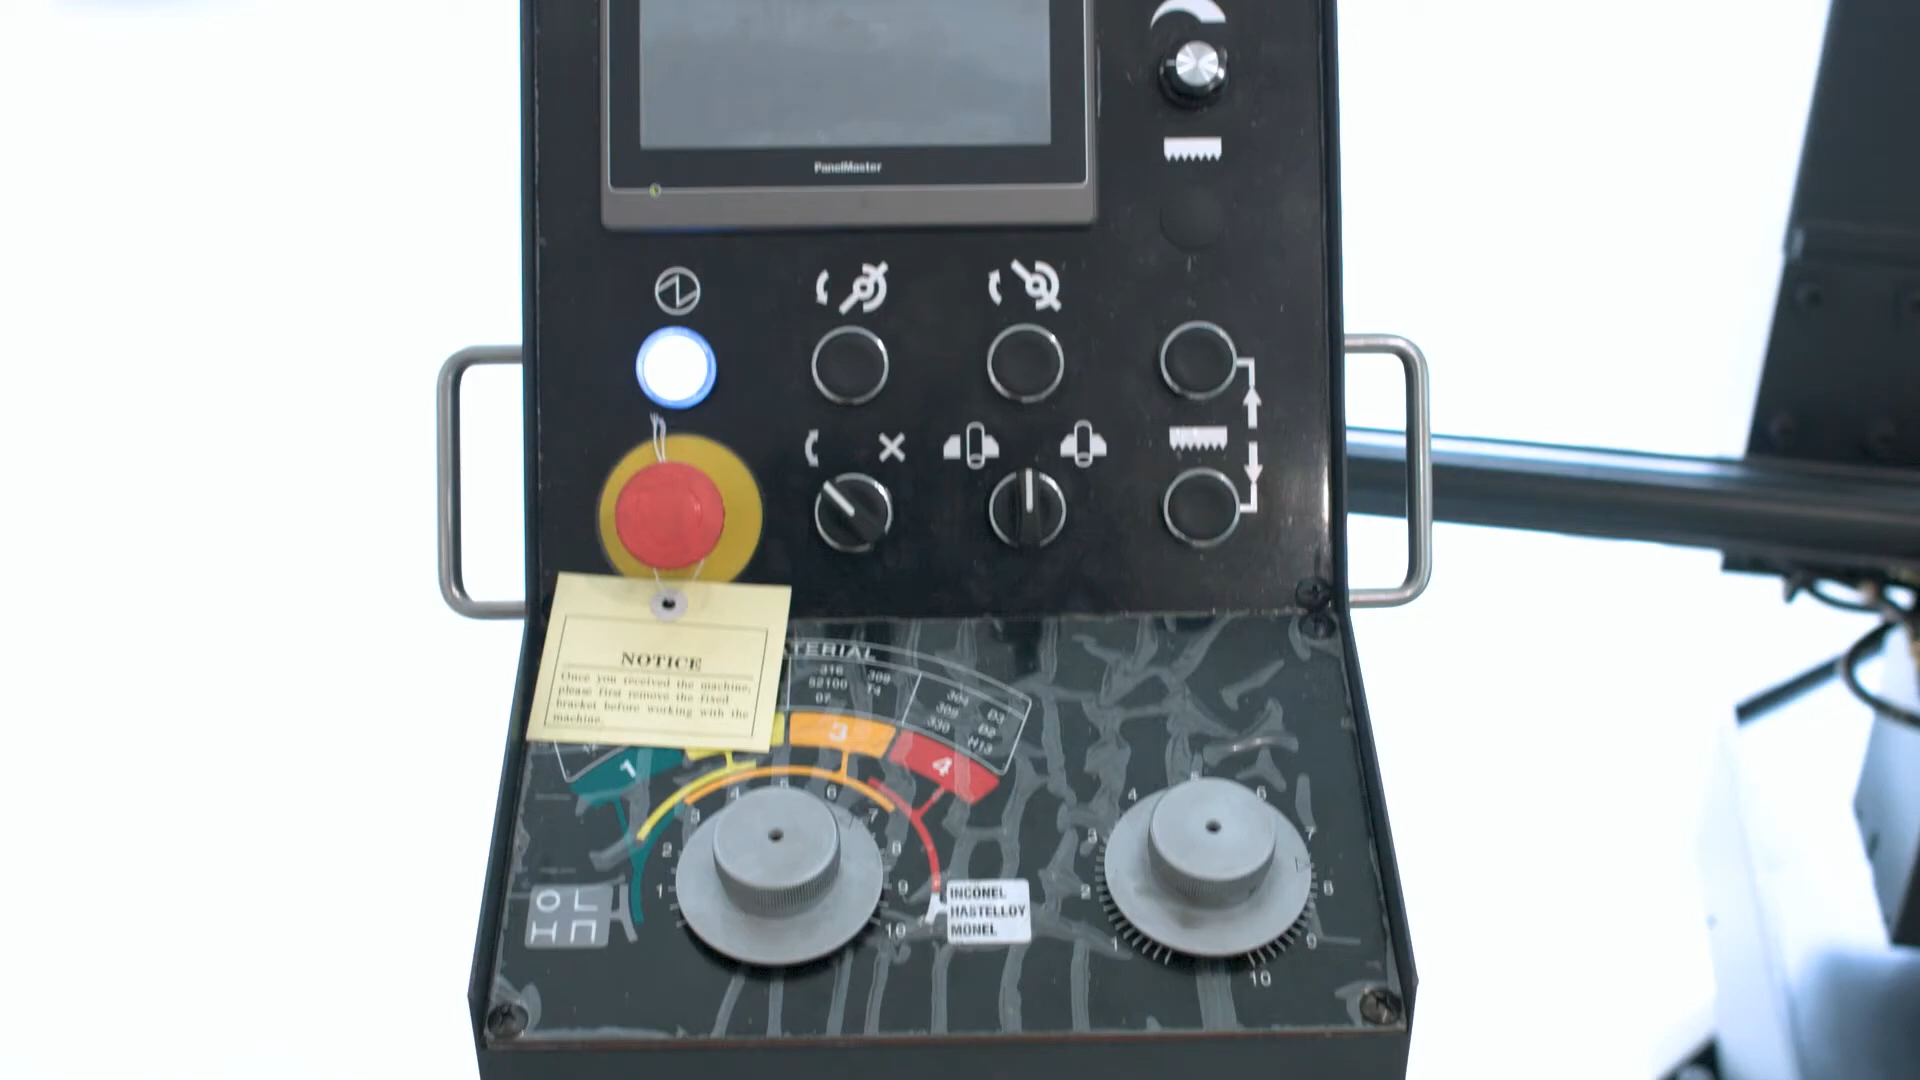 PanelMaster
NOTICE
Once you received the machine,
please first remove the fixed
bracket before working with the
machine.
316 309
52100 T4
07
304 D3
309 D2
330 H13
1
3
4
1 2 3 4 5 6 7 8 9 10
INCONEL
HASTELLOY
MONEL
1 2 3 4 5 6 7 8 9 10